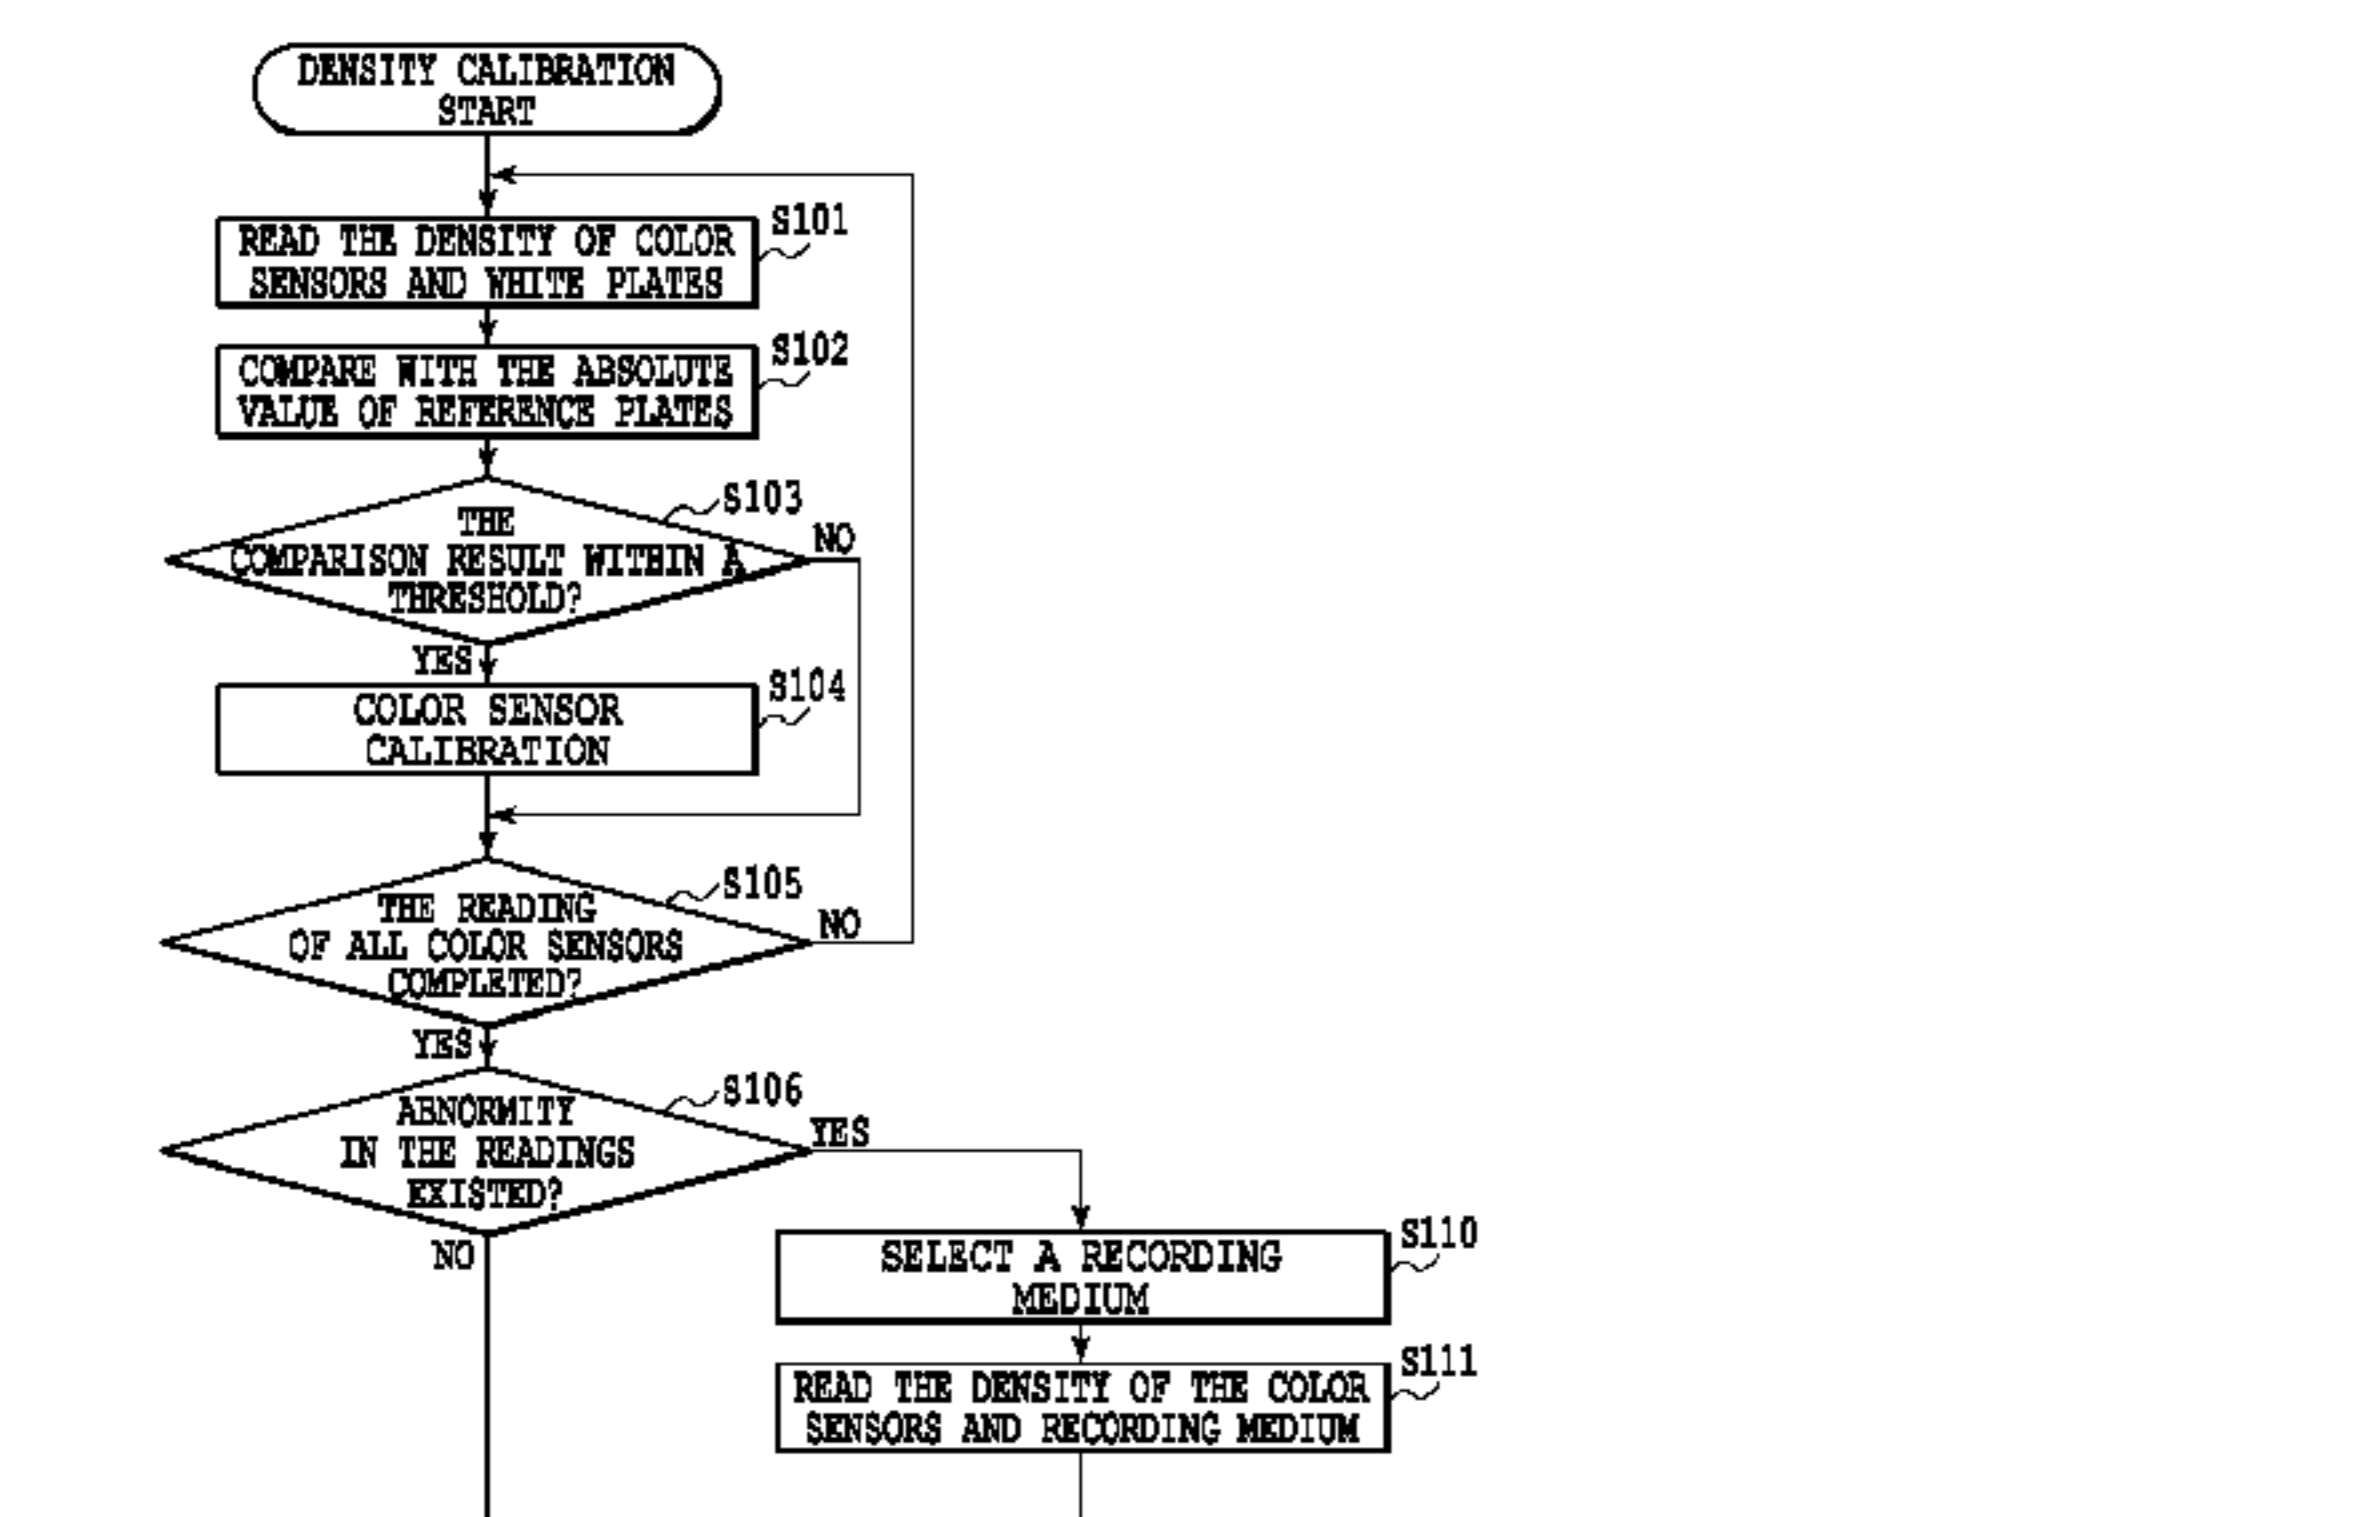 DENSITY CALIBRATION
START
S101
READ THE DENSITY OF COLOR
SENSORS AND WHITE PLATES
S102
COMPARE WITH THE ABSOLUTE
VALUE OF REFERENCE PLATES
S103
THE
COMPARISON RESULT WITHIN A
THRESHOLD?
NO
YES
S104
COLOR SENSOR
CALIBRATION
S105
THE READING
OF ALL COLOR SENSORS
COMPLETED?
NO
YES
S106
ABNORMITY
IN THE READINGS
EXISTED?
YES
NO
S110
SELECT A RECORDING
MEDIUM
S111
READ THE DENSITY OF THE COLOR
SENSORS AND RECORDING MEDIUM